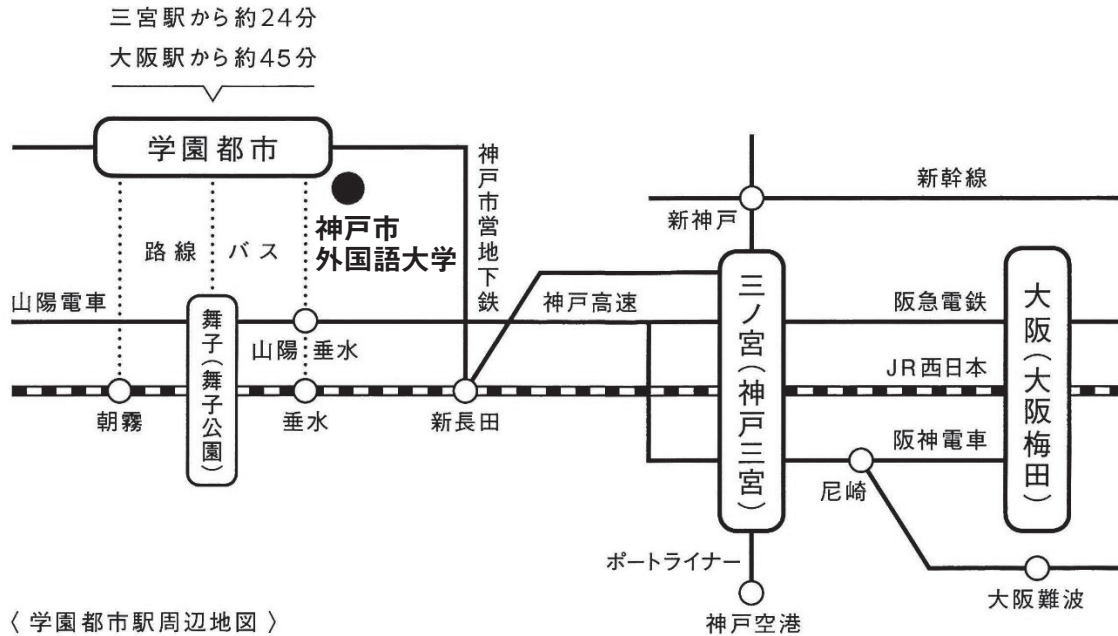 三宮駅から約24分
大阪駅から約45分
学園都市
神戸市営地下鉄
新幹線
新神戸
神戸市
外国語大学
路線バス
山陽電車
神戸高速
三ノ宮(神戸三宮)
阪急電鉄
大阪(大阪梅田)
舞子(舞子公園)
山陽垂水
JR西日本
朝霧
垂水
新長田
阪神電車
尼崎
ポートライナー
大阪難波
神戸空港
〈 学園都市駅周辺地図 〉